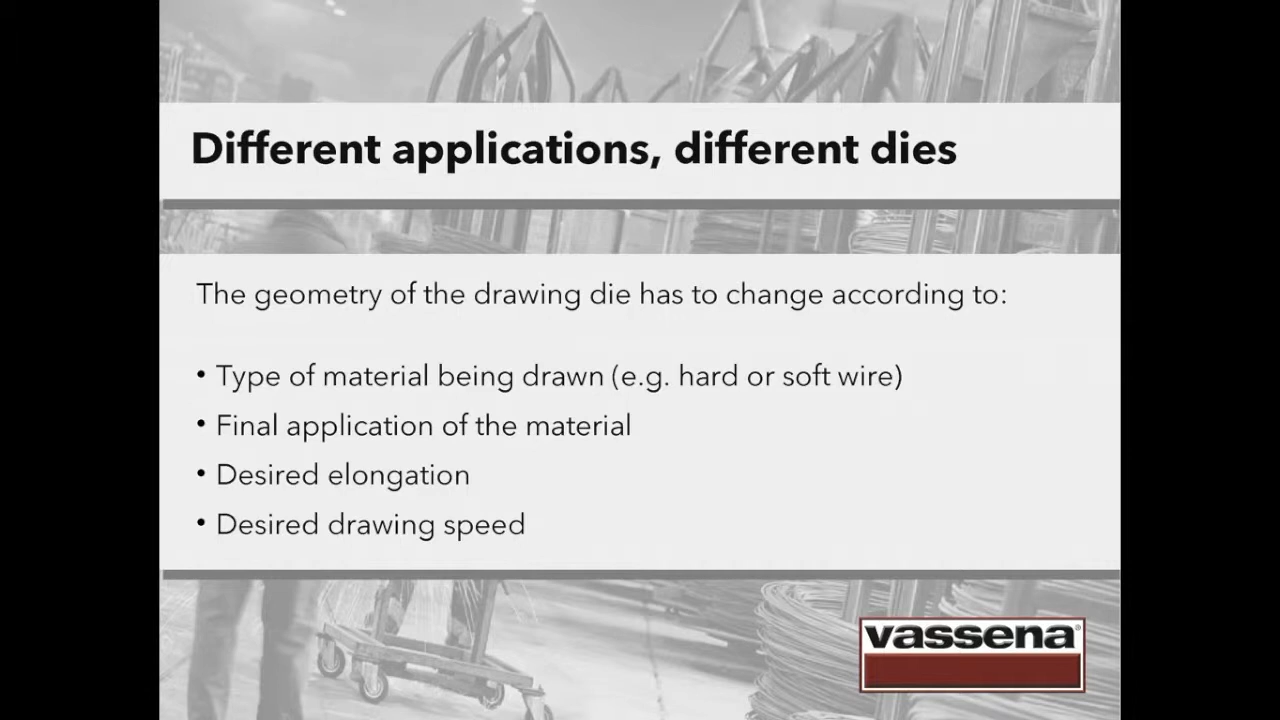 Different applications, different dies
The geometry of the drawing die has to change according to:
• Type of material being drawn (e.g. hard or soft wire)
• Final application of the material
• Desired elongation
• Desired drawing speed
vassena®